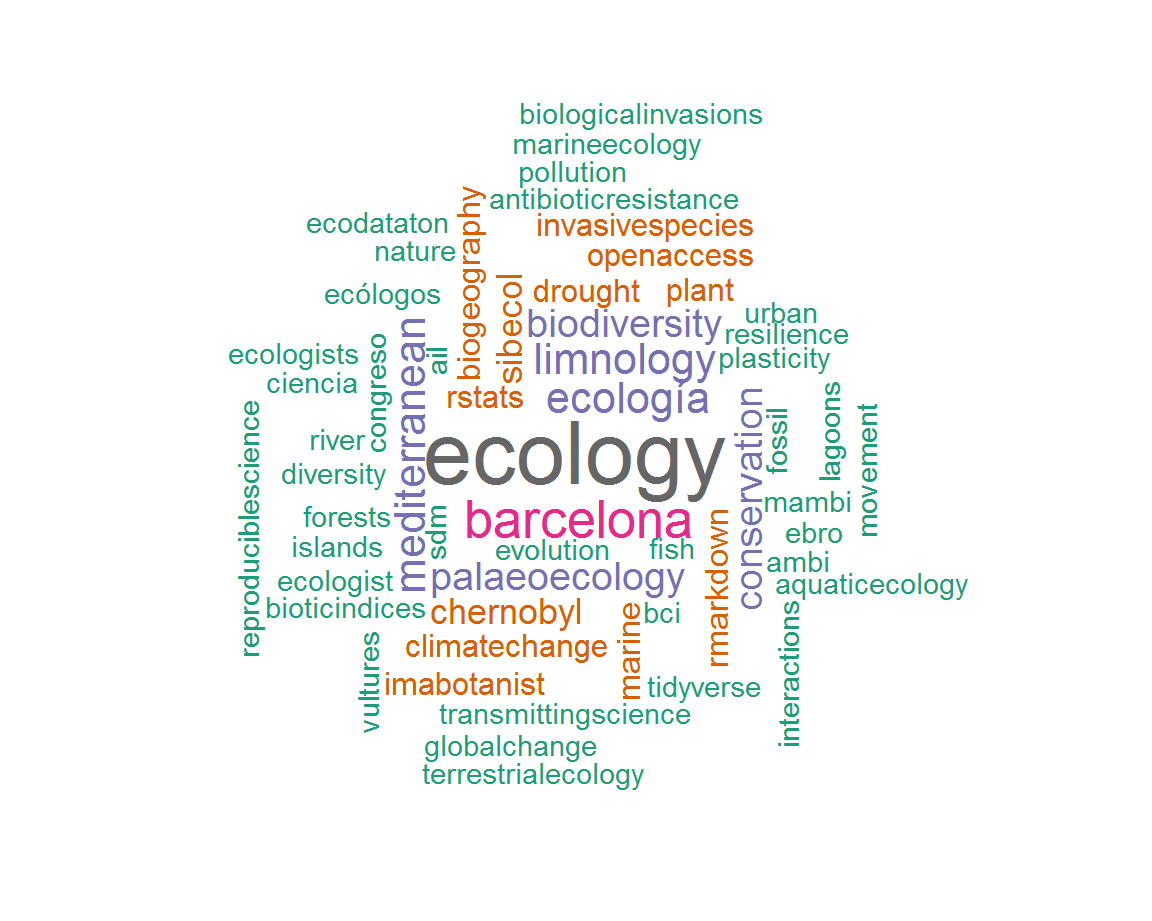 biologicalinvasions
marineecology
pollution
antibioticresistance
ecodataton
invasivespecies
nature
biogeography
openaccess
ecólogos
sibecol
drought
plant
biodiversity
urban
resilience
ecologists
congreso
mediterranean
ail
limnology
plasticity
ciencia
rstats
ecología
conservation
fossil
lagoons
movement
reproduciblescience
river
ecology
diversity
mambi
forests
sdm
barcelona
rmarkdown
ebro
islands
evolution
fish
ambi
ecologist
palaeoecology
aquaticecology
bioticindices
chernobyl
marine
bci
interactions
vultures
climatechange
imabotanist
tidyverse
transmittingscience
globalchange
terrestrialecology